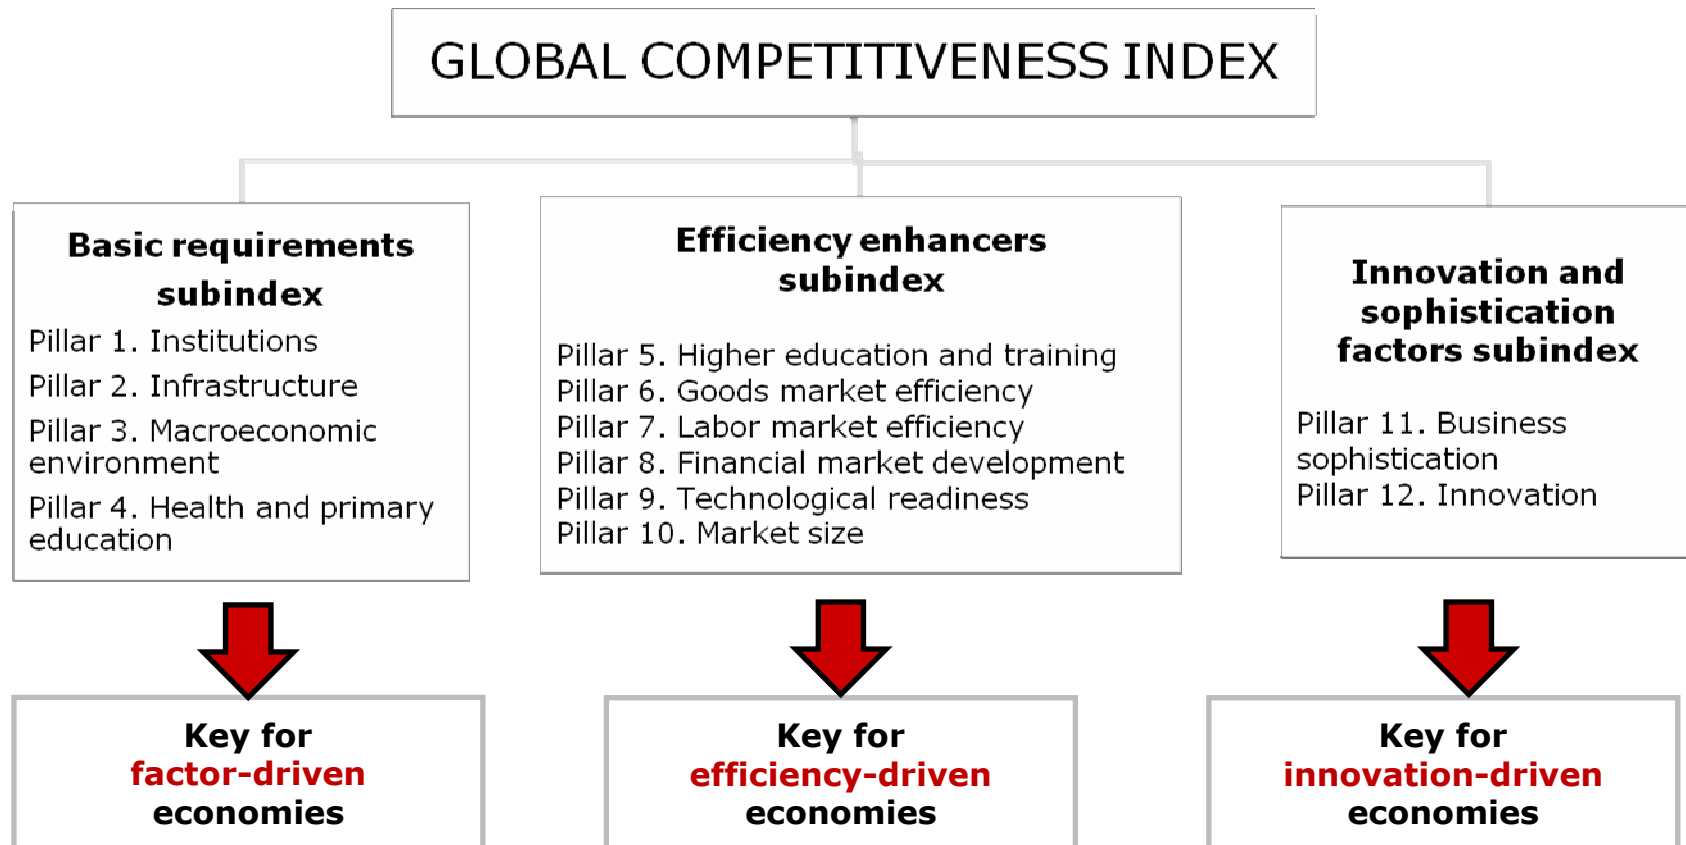 GLOBAL COMPETITIVENESS INDEX
Basic requirements
subindex
Pillar 1. Institutions
Pillar 2. Infrastructure
Pillar 3. Macroeconomic
environment
Pillar 4. Health and primary
education
Efficiency enhancers
subindex
Pillar 5. Higher education and training
Pillar 6. Goods market efficiency
Pillar 7. Labor market efficiency
Pillar 8. Financial market development
Pillar 9. Technological readiness
Pillar 10. Market size
Innovation and
sophistication
factors subindex
Pillar 11. Business
sophistication
Pillar 12. Innovation
Key for
factor-driven
economies
Key for
efficiency-driven
economies
Key for
innovation-driven
economies